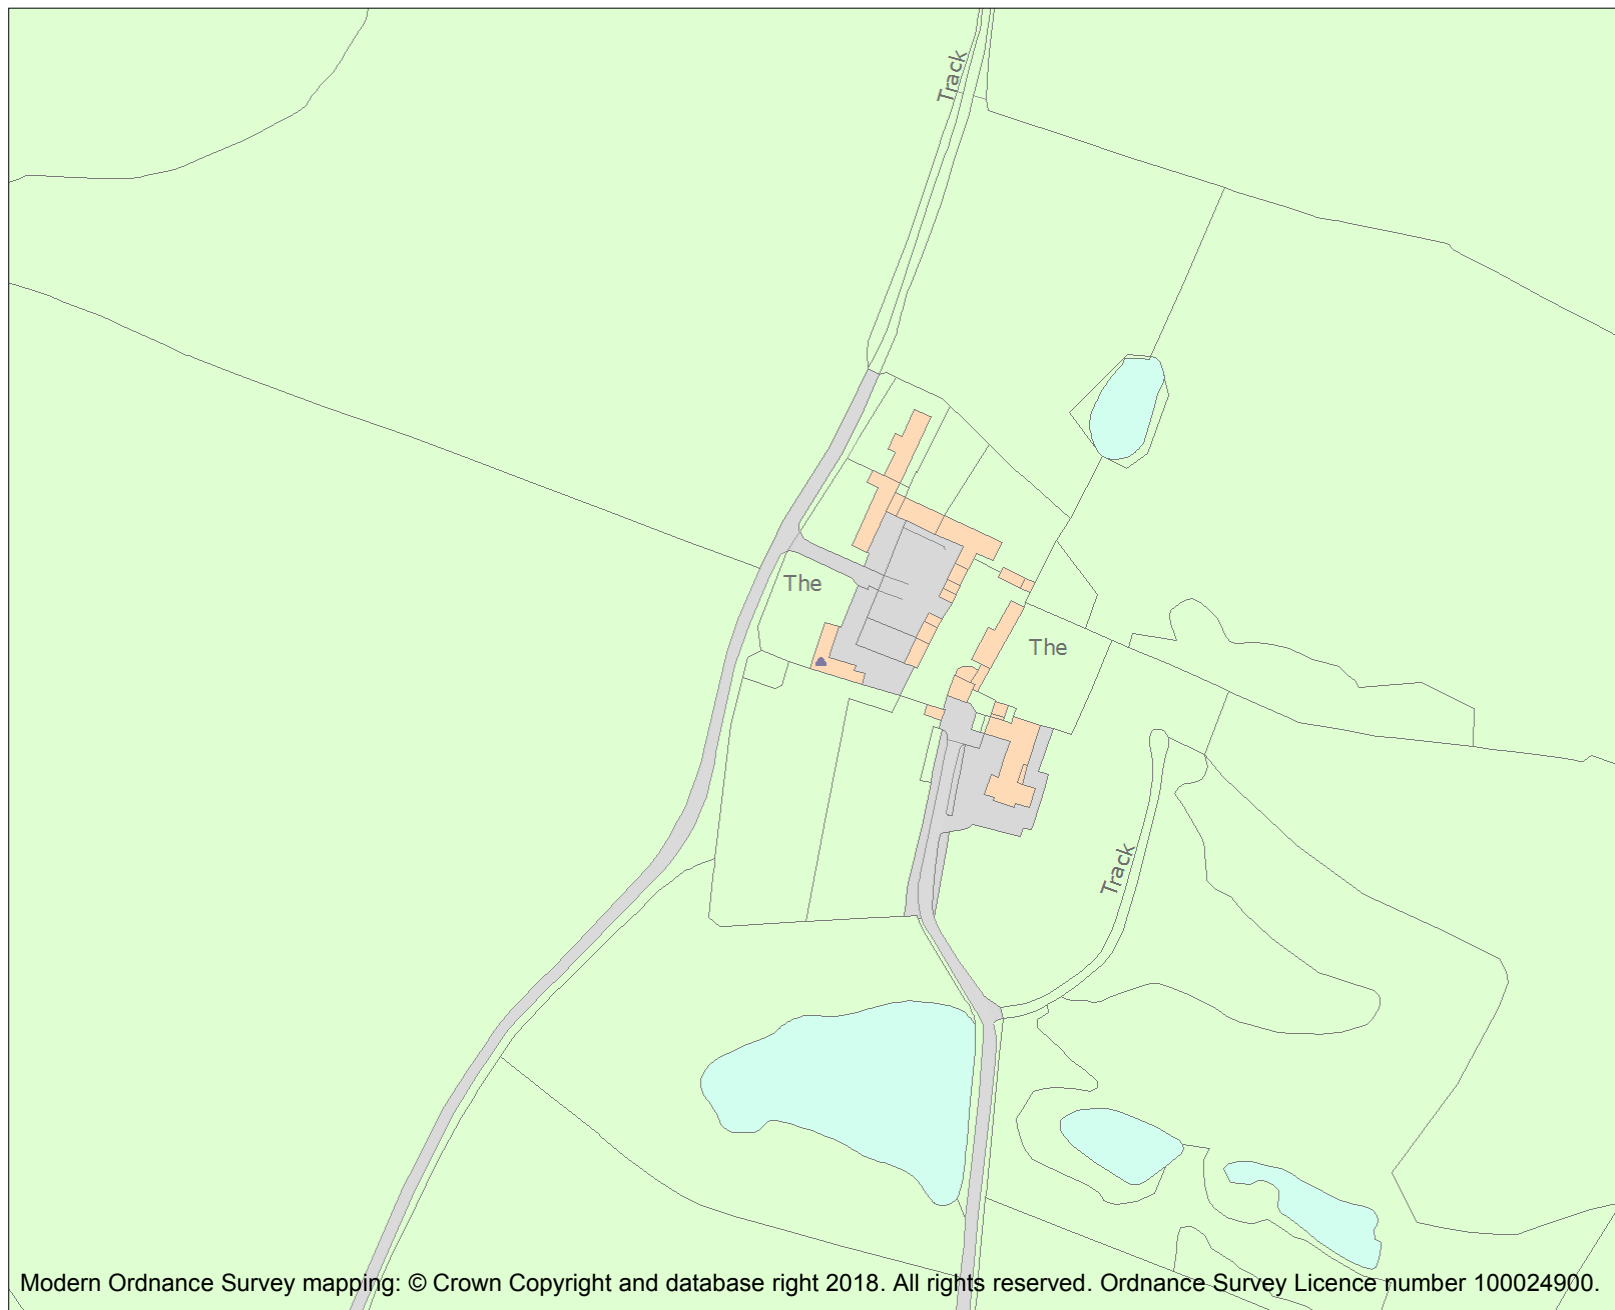 Track
The
The
Track
Modern Ordnance Survey mapping: © Crown Copyright and database right 2018. All rights reserved. Ordnance Survey Licence number 100024900.